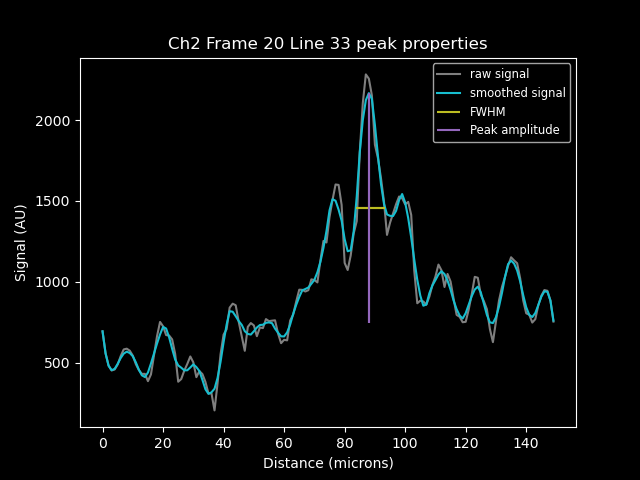 Ch2 Frame 20 Line 33 peak properties
raw signal
smoothed signal
FWHM
Peak amplitude
Signal (AU)
2000
1500
1000
500
0 20 40 60 80 100 120 140
Distance (microns)